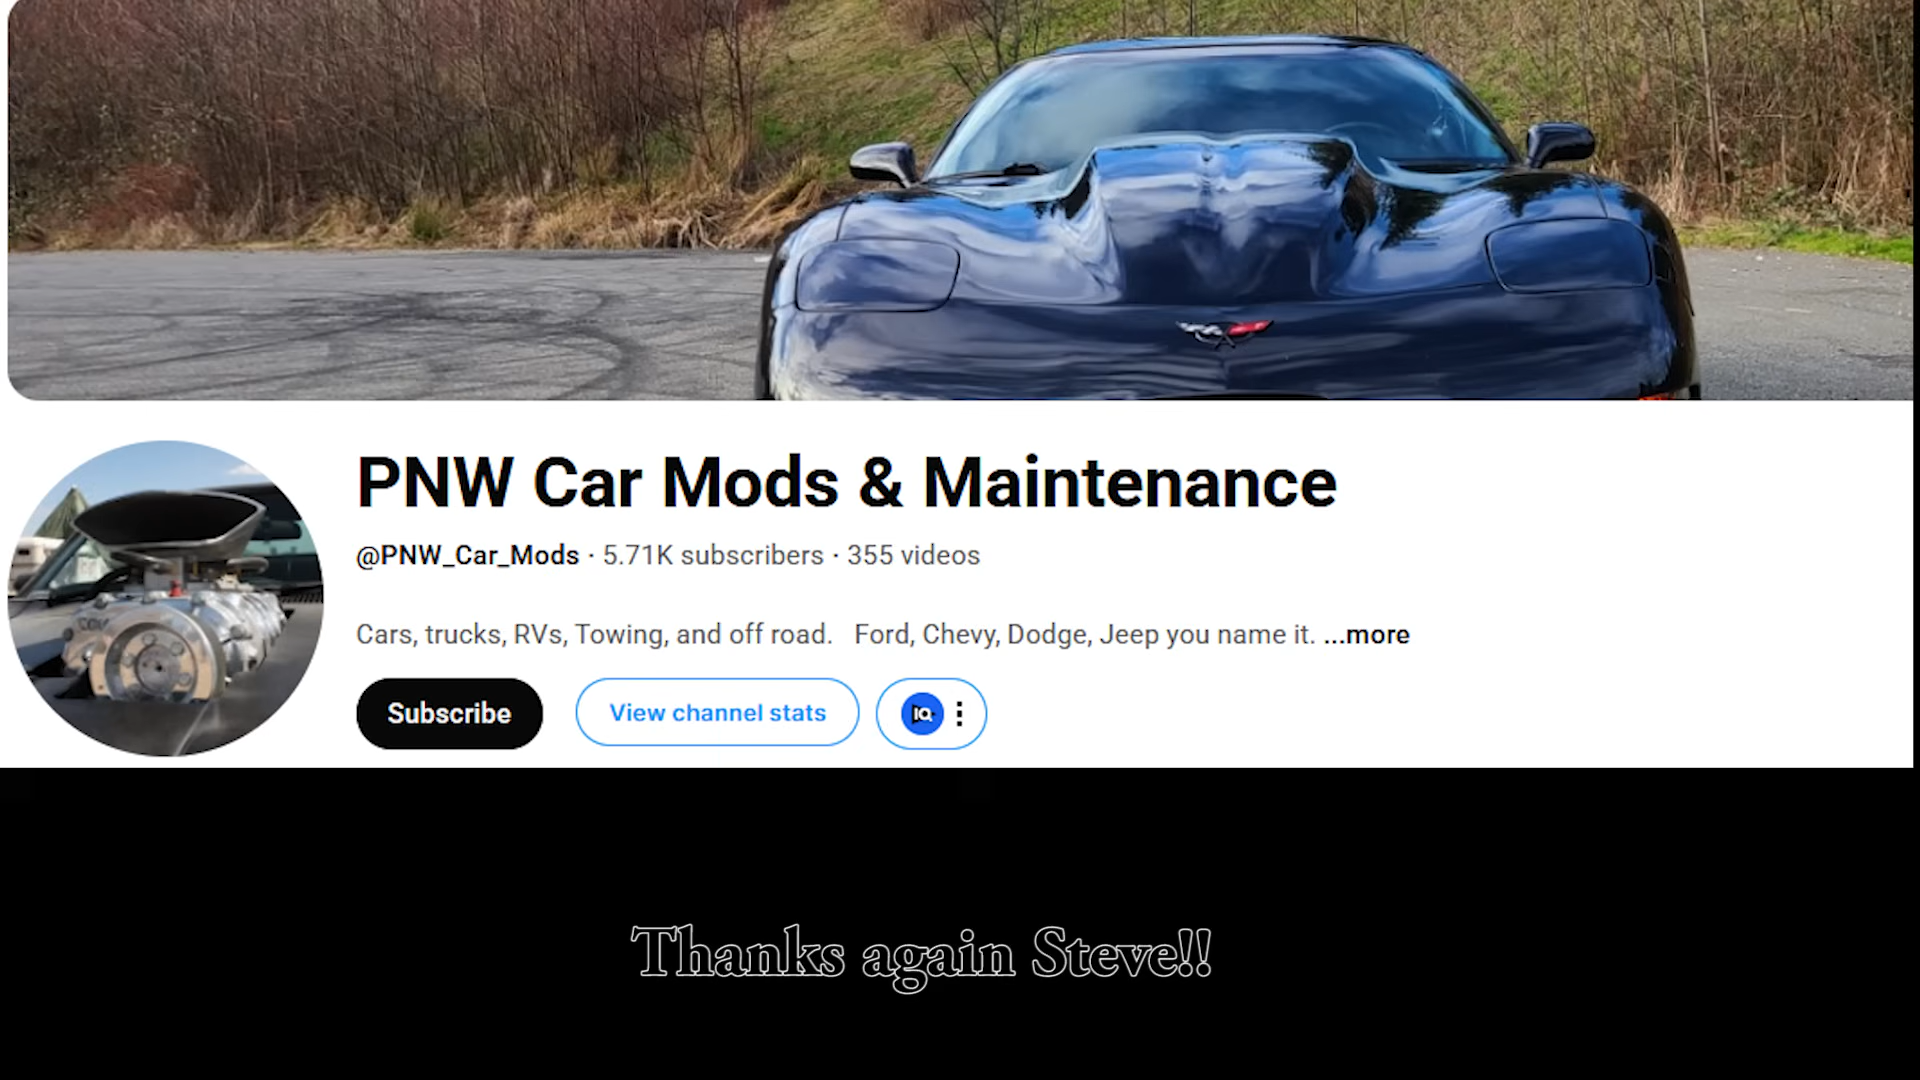 PNW Car Mods & Maintenance
@PNW_Car_Mods · 5.71K subscribers · 355 videos
Cars, trucks, RVs, Towing, and off road. Ford, Chevy, Dodge, Jeep you name it. ...more
Subscribe
View channel stats
IQ
Thanks again Steve!!